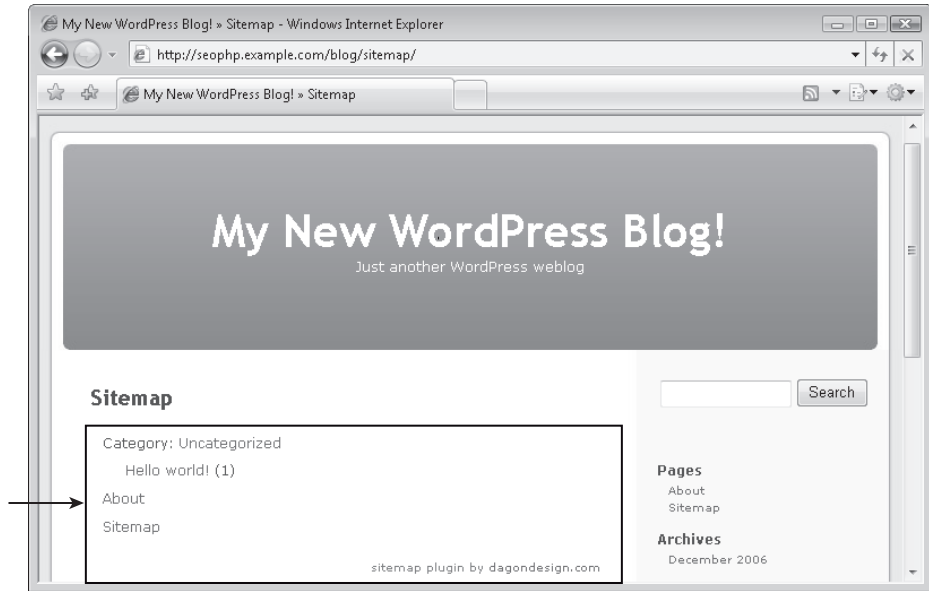 My New WordPress Blog! » Sitemap - Windows Internet Explorer
http://seophp.example.com/blog/sitemap/
My New WordPress Blog! » Sitemap
My New WordPress Blog!
Just another WordPress weblog
Sitemap
Category: Uncategorized
Hello world! (1)
About
Sitemap
sitemap plugin by dagondesign.com
Search
Pages
About
Sitemap
Archives
December 2006